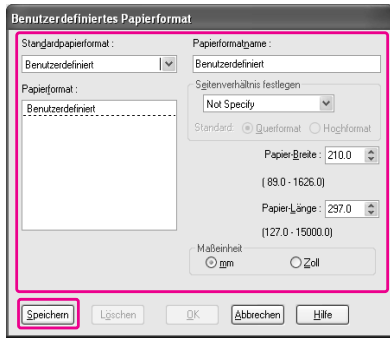 Benutzerdefiniertes Papierformat
Standardpapierformat :
Benutzerdefiniert
Papierformat :
Benutzerdefiniert
Papierformatname :
Benutzerdefiniert
Seitenverhältnis festlegen
Not Specify
Standard: Querformat Hochformat
Papier-Breite : 210.0
( 89.0 - 1626.0)
Papier-Länge : 297.0
(127.0 - 15000.0)
Maßeinheit
mm Zoll
Speichern Löschen OK Abbrechen Hilfe